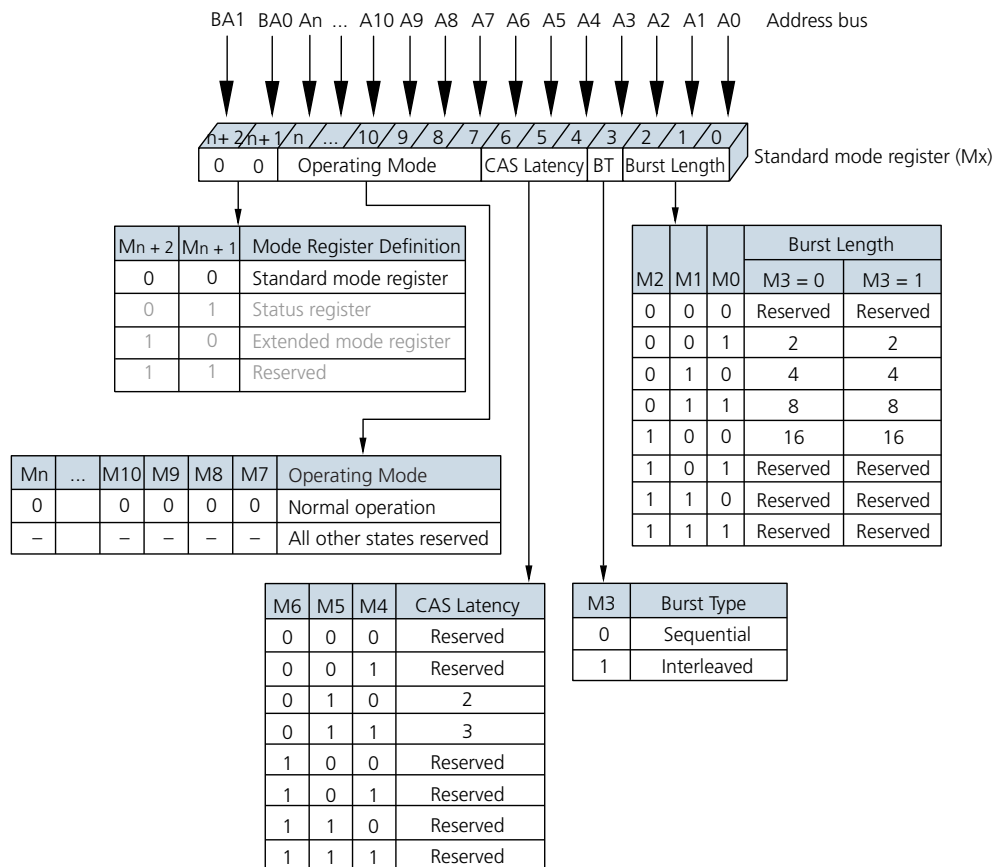 BA1 BA0 An ... A10 A9 A8 A7 A6 A5 A4 A3 A2 A1 A0 Address bus
n+ 2 n+ 1 n ... 10 9 8 7 6 5 4 3 2 1 0
0 0 Operating Mode CAS Latency BT Burst Length
Standard mode register (Mx)
Mn + 2 Mn + 1 Mode Register Definition
0 0 Standard mode register
0 1 Status register
1 0 Extended mode register
1 1 Reserved
Burst Length
M2 M1 M0 M3 = 0 M3 = 1
0 0 0 Reserved Reserved
0 0 1 2 2
0 1 0 4 4
0 1 1 8 8
1 0 0 16 16
1 0 1 Reserved Reserved
1 1 0 Reserved Reserved
1 1 1 Reserved Reserved
Mn ... M10 M9 M8 M7 Operating Mode
0 0 0 0 0 Normal operation
– – – – – All other states reserved
M6 M5 M4 CAS Latency
0 0 0 Reserved
0 0 1 Reserved
0 1 0 2
0 1 1 3
1 0 0 Reserved
1 0 1 Reserved
1 1 0 Reserved
1 1 1 Reserved
M3 Burst Type
0 Sequential
1 Interleaved